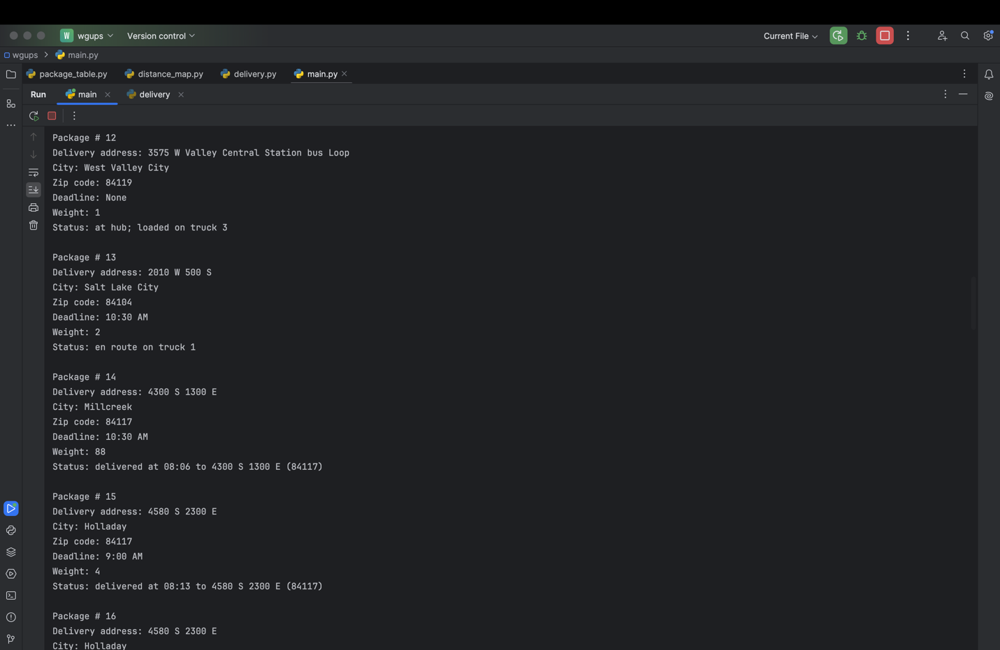 W wgups Version control Current File
wgups > main.py
package_table.py distance_map.py delivery.py main.py
Run main delivery
Package # 12
Delivery address: 3575 W Valley Central Station bus Loop
City: West Valley City
Zip code: 84119
Deadline: None
Weight: 1
Status: at hub; loaded on truck 3
Package # 13
Delivery address: 2010 W 500 S
City: Salt Lake City
Zip code: 84104
Deadline: 10:30 AM
Weight: 2
Status: en route on truck 1
Package # 14
Delivery address: 4300 S 1300 E
City: Millcreek
Zip code: 84117
Deadline: 10:30 AM
Weight: 88
Status: delivered at 08:06 to 4300 S 1300 E (84117)
Package # 15
Delivery address: 4580 S 2300 E
City: Holladay
Zip code: 84117
Deadline: 9:00 AM
Weight: 4
Status: delivered at 08:13 to 4580 S 2300 E (84117)
Package # 16
Delivery address: 4580 S 2300 E
City: Holladay